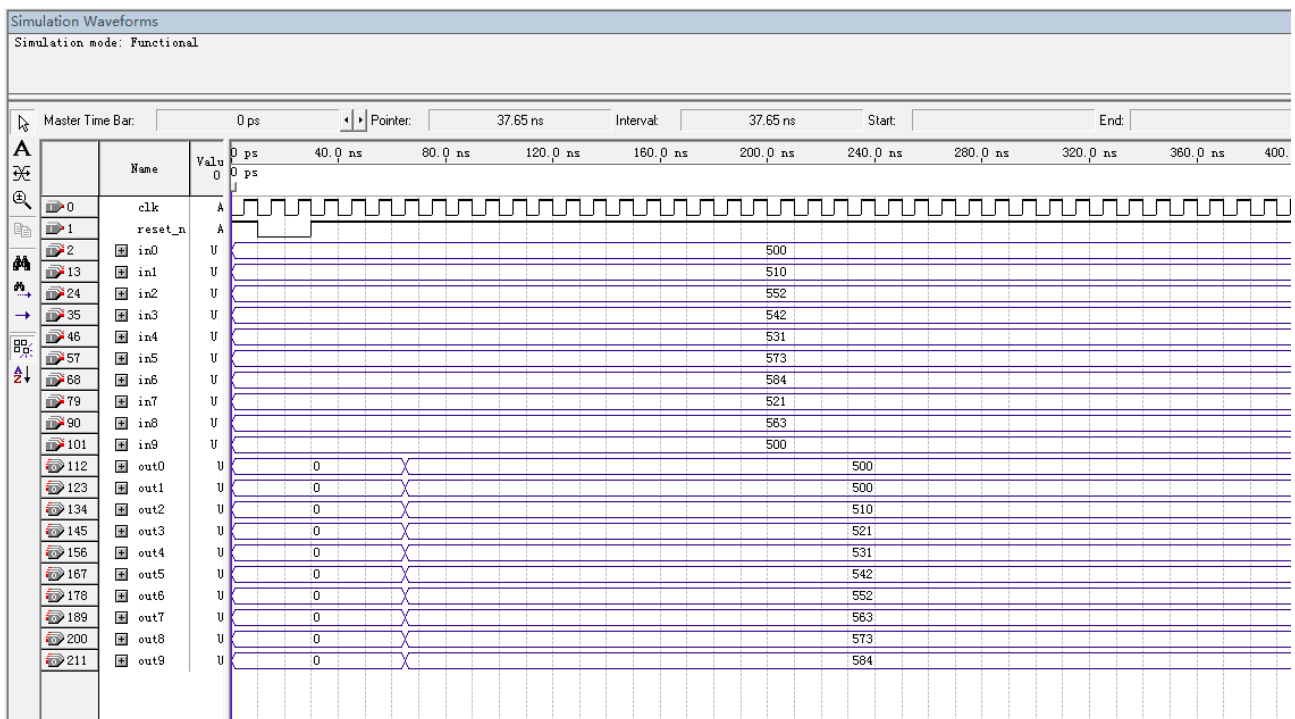 Simulation Waveforms
Simulation mode: Functional
Master Time Bar: 0 ps Pointer: 37.65 ns Interval: 37.65 ns Start: End:
Name Valu 0 0 ps 40.0 ns 80.0 ns 120.0 ns 160.0 ns 200.0 ns 240.0 ns 280.0 ns 320.0 ns 360.0 ns 400.
0 ps
0 clk A
1 reset_n A
2 in0 U 500
13 in1 U 510
24 in2 U 552
35 in3 U 542
46 in4 U 531
57 in5 U 573
68 in6 U 584
79 in7 U 521
90 in8 U 563
101 in9 U 500
112 out0 U 0 500
123 out1 U 0 500
134 out2 U 0 510
145 out3 U 0 521
156 out4 U 0 531
167 out5 U 0 542
178 out6 U 0 552
189 out7 U 0 563
200 out8 U 0 573
211 out9 U 0 584